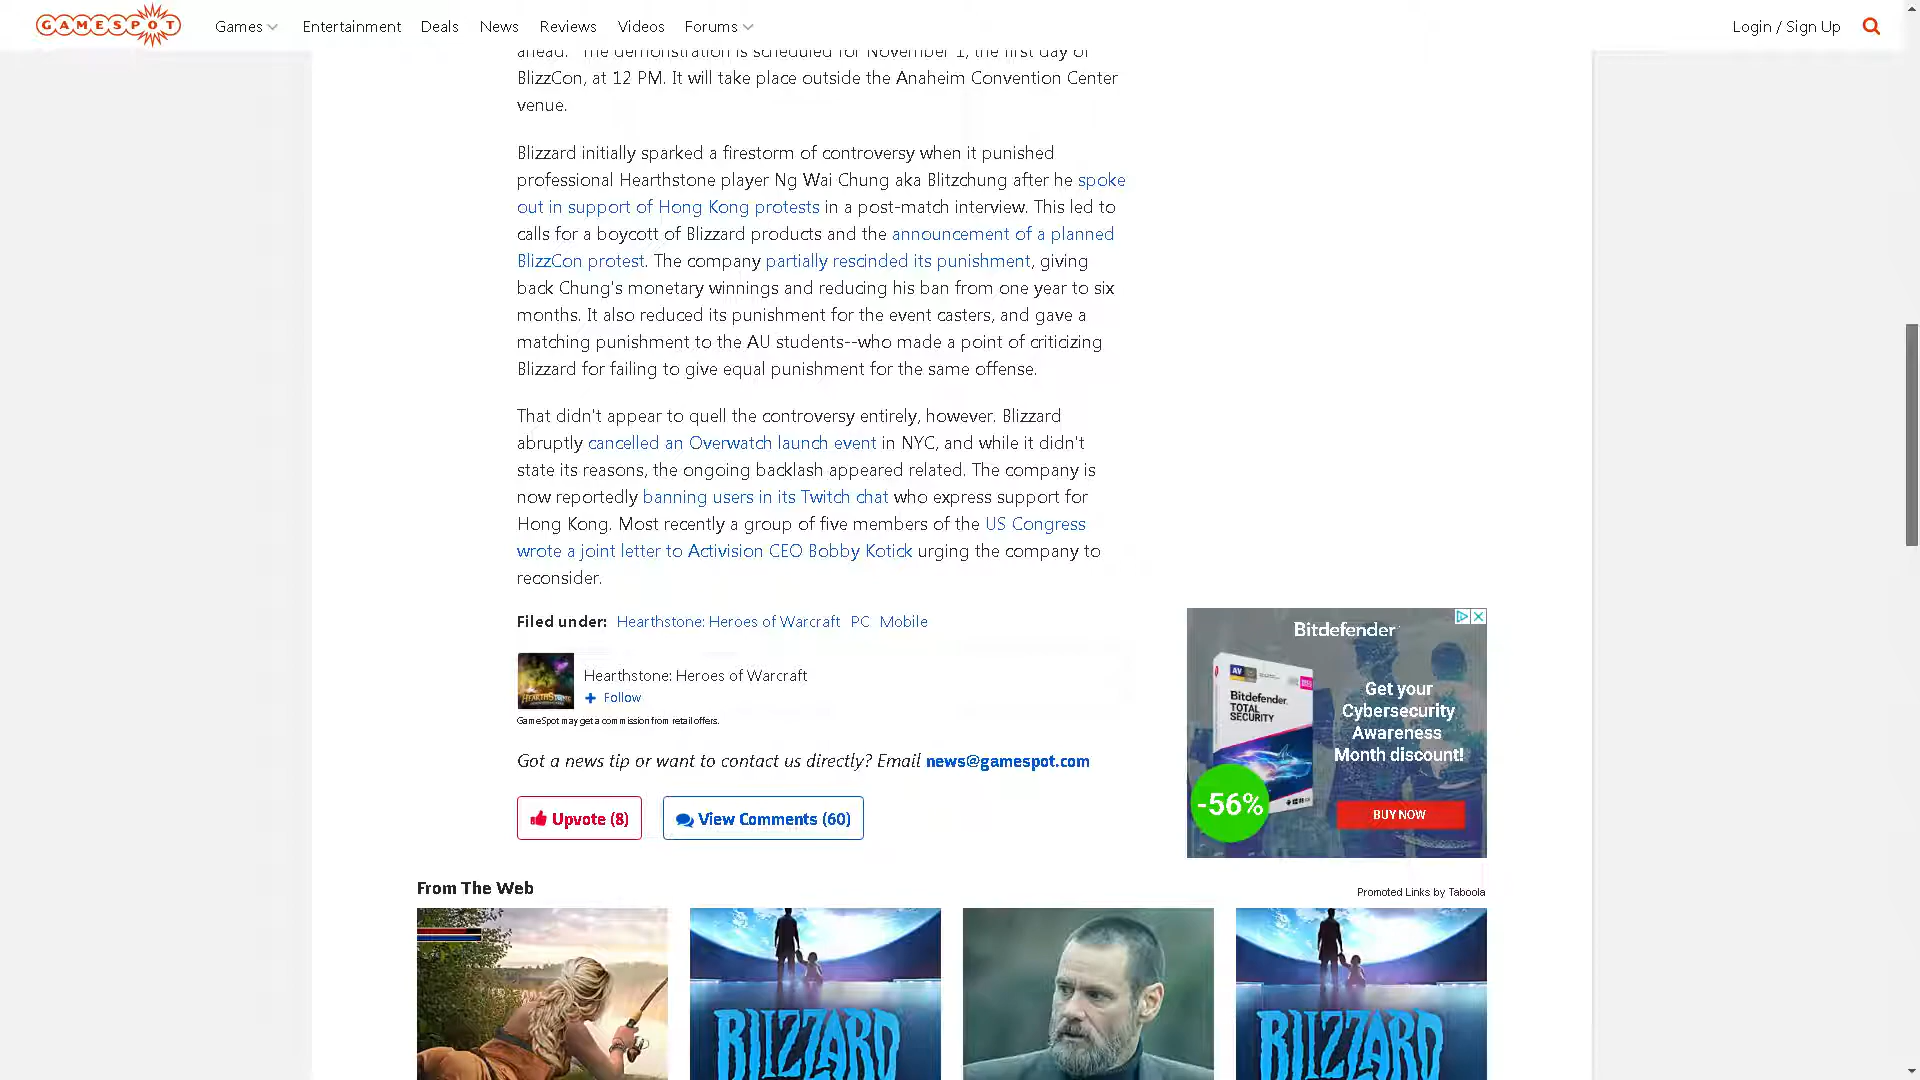 GAMESPOT Games Entertainment Deals News Reviews Videos Forums Login / Sign Up
ahead." The demonstration is scheduled for November 1, the first day of
BlizzCon, at 12 PM. It will take place outside the Anaheim Convention Center
venue.
Blizzard initially sparked a firestorm of controversy when it punished
professional Hearthstone player Ng Wai Chung aka Blitzchung after he spoke
out in support of Hong Kong protests in a post-match interview. This led to
calls for a boycott of Blizzard products and the announcement of a planned
BlizzCon protest. The company partially rescinded its punishment, giving
back Chung's monetary winnings and reducing his ban from one year to six
months. It also reduced its punishment for the event casters, and gave a
matching punishment to the AU students--who made a point of criticizing
Blizzard for failing to give equal punishment for the same offense.
That didn't appear to quell the controversy entirely, however. Blizzard
abruptly cancelled an Overwatch launch event in NYC, and while it didn't
state its reasons, the ongoing backlash appeared related. The company is
now reportedly banning users in its Twitch chat who express support for
Hong Kong. Most recently a group of five members of the US Congress
wrote a joint letter to Activision CEO Bobby Kotick urging the company to
reconsider.
Filed under: Hearthstone: Heroes of Warcraft PC Mobile
HEARTHSTONE
Hearthstone: Heroes of Warcraft
+ Follow
GameSpot may get a commission from retail offers.
Got a news tip or want to contact us directly? Email news@gamespot.com
Upvote (8) View Comments (60)
Bitdefender
AV
Bitdefender
TOTAL
SECURITY
Get your
Cybersecurity
Awareness
Month discount!
-56%
BUY NOW
From The Web
Promoted Links by Taboola
BLIZZARD
BLIZZARD